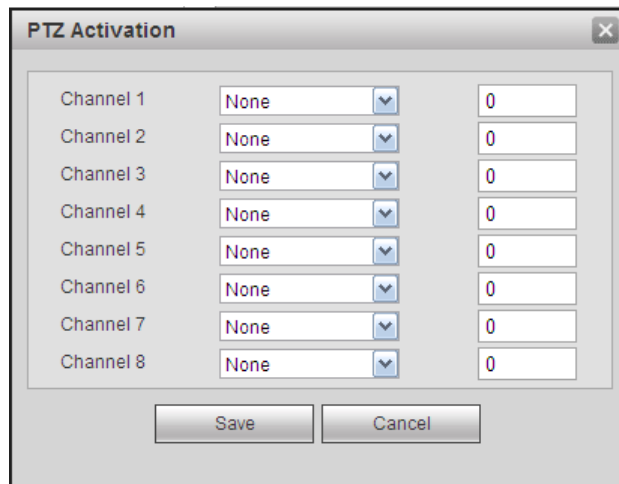 PTZ Activation
Channel 1 None 0
Channel 2 None 0
Channel 3 None 0
Channel 4 None 0
Channel 5 None 0
Channel 6 None 0
Channel 7 None 0
Channel 8 None 0
Save Cancel